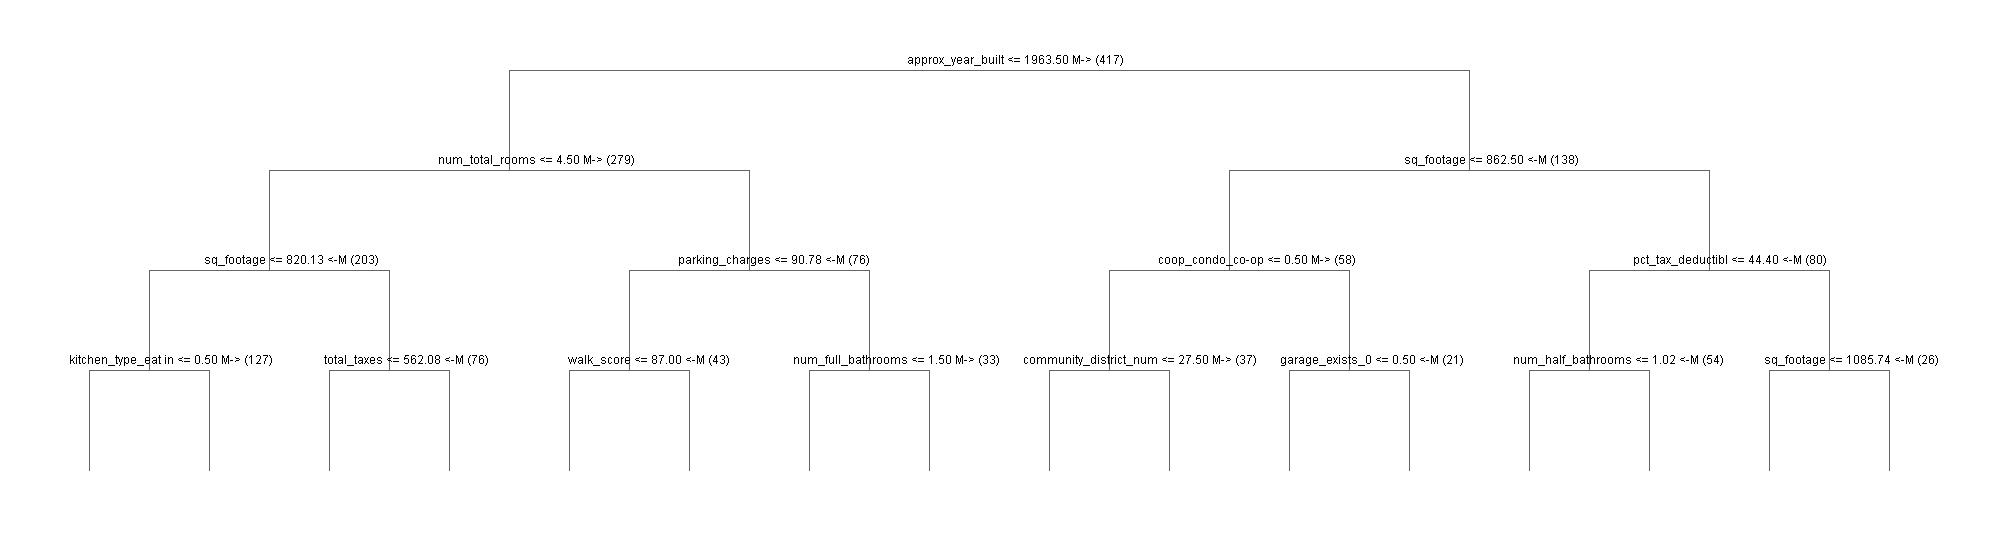 approx_year_built <= 1963.50 M-> (417)
num_total_rooms <= 4.50 M-> (279)
sq_footage <= 862.50 <-M (138)
sq_footage <= 820.13 <-M (203)
parking_charges <= 90.78 <-M (76)
coop_condo_co-op <= 0.50 M-> (58)
pct_tax_deductibl <= 44.40 <-M (80)
kitchen_type_eat in <= 0.50 M-> (127)
total_taxes <= 562.08 <-M (76)
walk_score <= 87.00 <-M (43)
num_full_bathrooms <= 1.50 M-> (33)
community_district_num <= 27.50 M-> (37)
garage_exists_0 <= 0.50 <-M (21)
num_half_bathrooms <= 1.02 <-M (54)
sq_footage <= 1085.74 <-M (26)